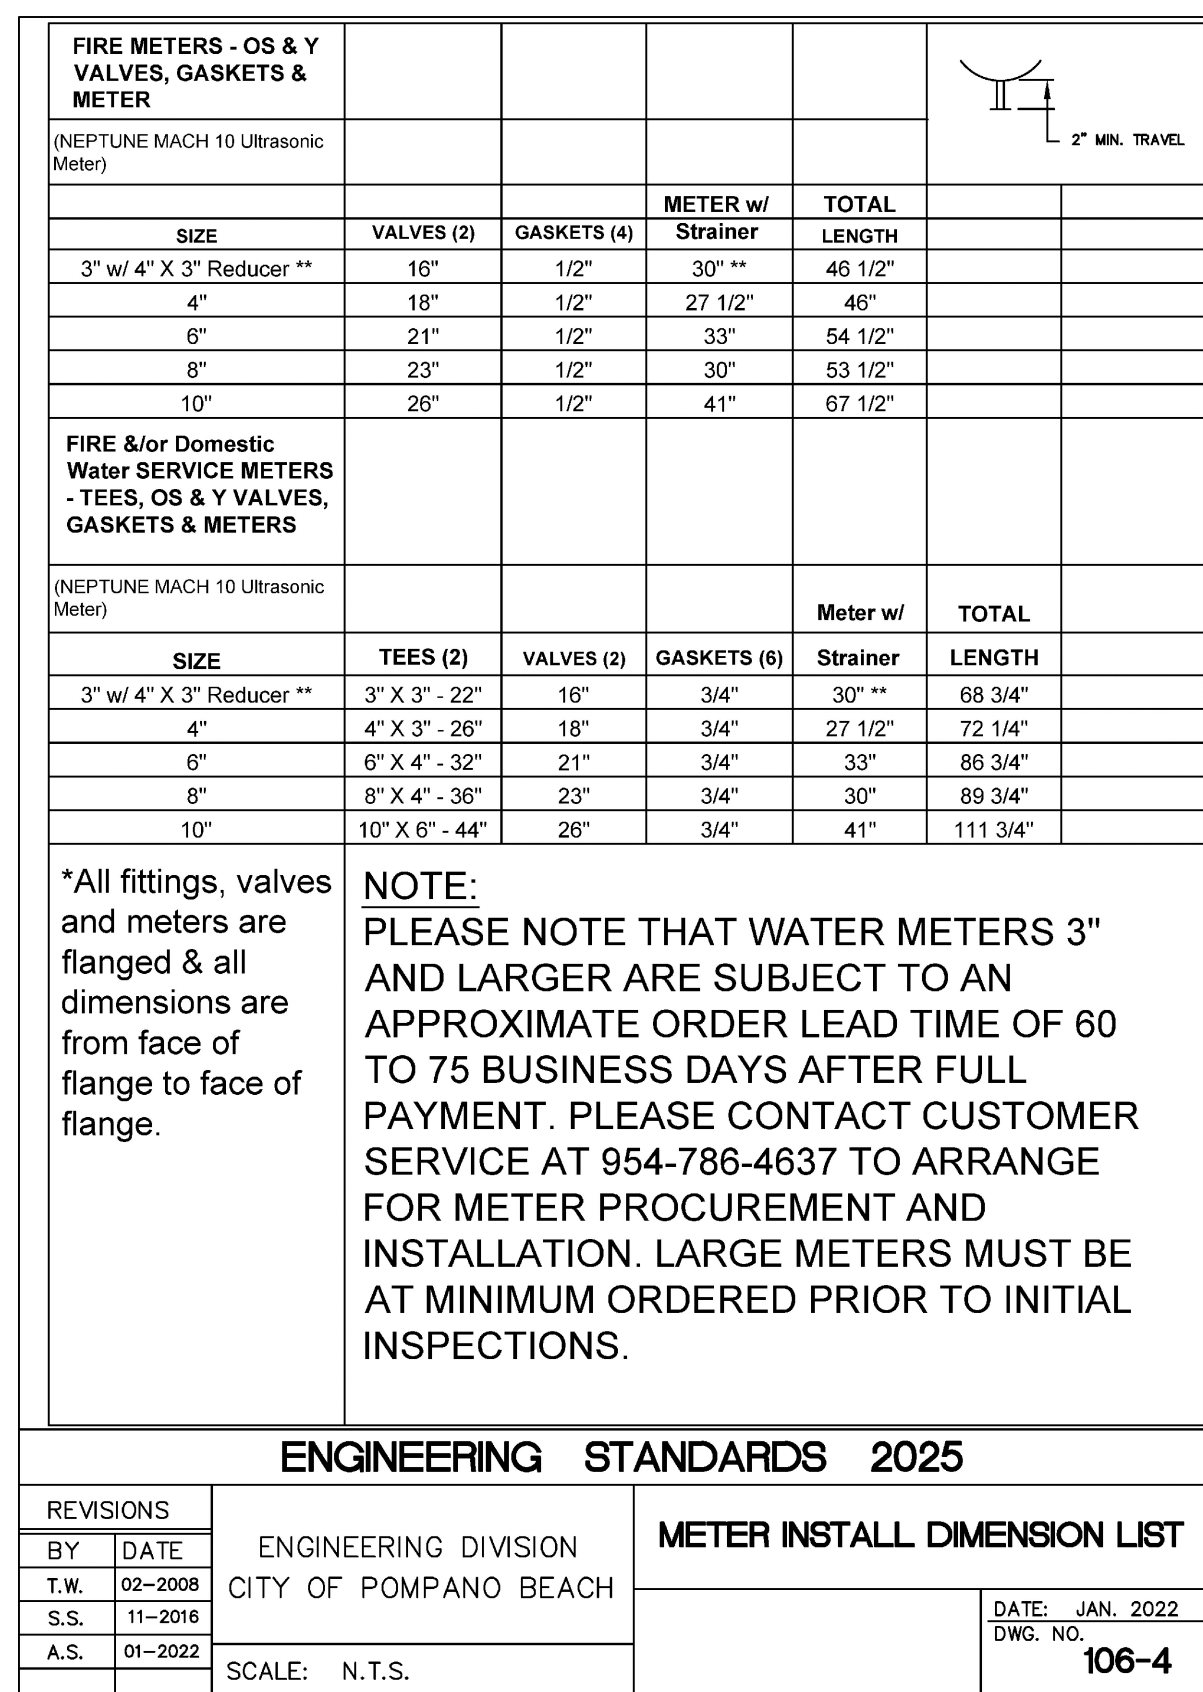 FIRE METERS - OS & Y
VALVES, GASKETS &
METER
(NEPTUNE MACH 10 Ultrasonic
Meter)
2" MIN. TRAVEL
METER w/ TOTAL
SIZE VALVES (2) GASKETS (4) Strainer LENGTH
3" w/ 4" X 3" Reducer ** 16" 1/2" 30" ** 46 1/2"
4" 18" 1/2" 27 1/2" 46"
6" 21" 1/2" 33" 54 1/2"
8" 23" 1/2" 30" 53 1/2"
10" 26" 1/2" 41" 67 1/2"
FIRE &/or Domestic
Water SERVICE METERS
- TEES, OS & Y VALVES,
GASKETS & METERS
(NEPTUNE MACH 10 Ultrasonic
Meter)
Meter w/ TOTAL
SIZE TEES (2) VALVES (2) GASKETS (6) Strainer LENGTH
3" w/ 4" X 3" Reducer ** 3" X 3" - 22" 16" 3/4" 30" ** 68 3/4"
4" 4" X 3" - 26" 18" 3/4" 27 1/2" 72 1/4"
6" 6" X 4" - 32" 21" 3/4" 33" 86 3/4"
8" 8" X 4" - 36" 23" 3/4" 30" 89 3/4"
10" 10" X 6" - 44" 26" 3/4" 41" 111 3/4"
*All fittings, valves
and meters are
flanged & all
dimensions are
from face of
flange to face of
flange.
NOTE:
PLEASE NOTE THAT WATER METERS 3"
AND LARGER ARE SUBJECT TO AN
APPROXIMATE ORDER LEAD TIME OF 60
TO 75 BUSINESS DAYS AFTER FULL
PAYMENT. PLEASE CONTACT CUSTOMER
SERVICE AT 954-786-4637 TO ARRANGE
FOR METER PROCUREMENT AND
INSTALLATION. LARGE METERS MUST BE
AT MINIMUM ORDERED PRIOR TO INITIAL
INSPECTIONS.
ENGINEERING STANDARDS 2025
REVISIONS
BY DATE
T.W. 02-2008
S.S. 11-2016
A.S. 01-2022
ENGINEERING DIVISION
CITY OF POMPANO BEACH
SCALE: N.T.S.
METER INSTALL DIMENSION LIST
DATE: JAN. 2022
DWG. NO.
106-4